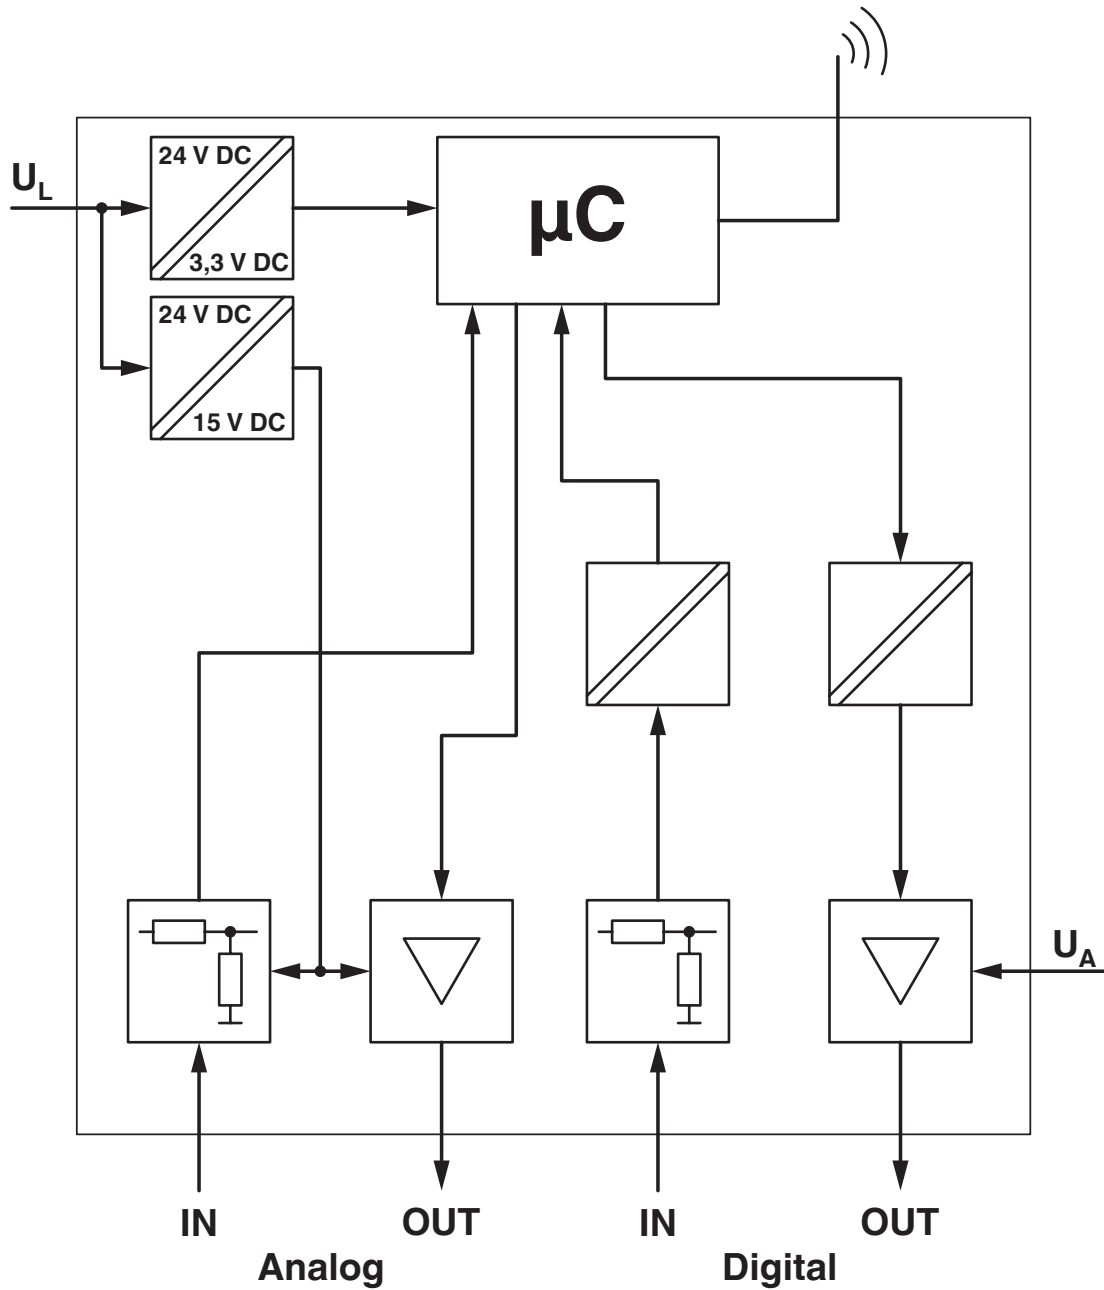 24 V DC
U_L
µC
3,3 V DC
24 V DC
15 V DC
U_A
IN
OUT
IN
OUT
Analog
Digital